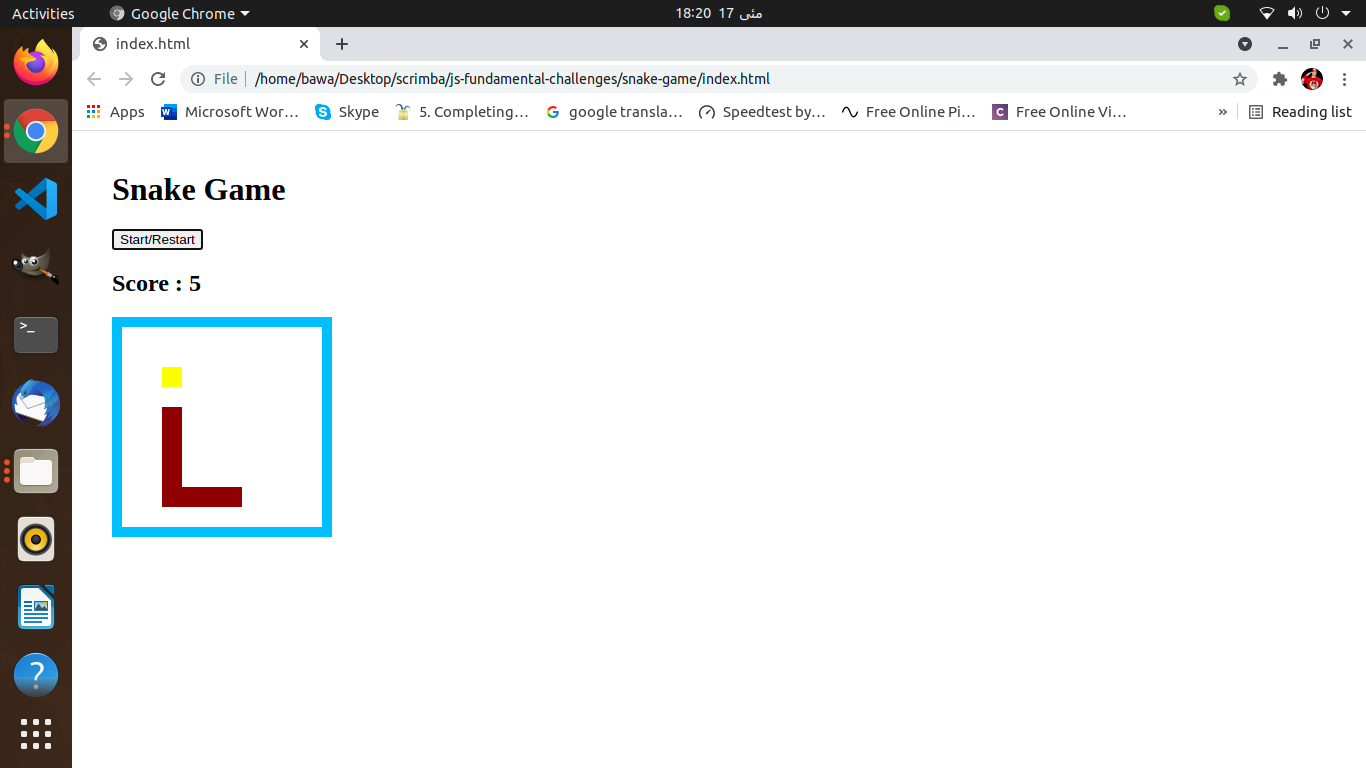 Activities Google Chrome 18:20 17 مئی
index.html
File /home/bawa/Desktop/scrimba/js-fundamental-challenges/snake-game/index.html
Apps Microsoft Wor… Skype 5. Completing… google transla… Speedtest by… Free Online Pi… Free Online Vi… » Reading list
Snake Game
Start/Restart
Score : 5